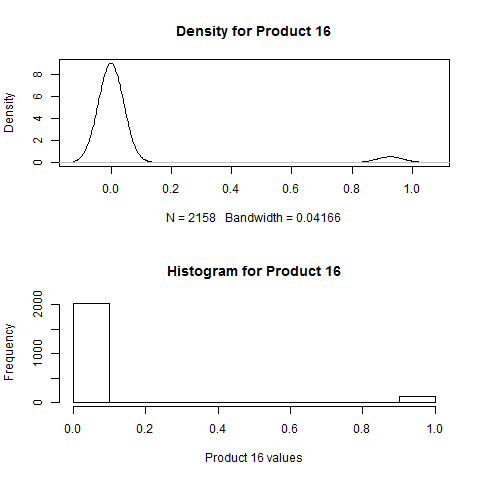 Density for Product 16
Density
0 2 4 6 8
0.0 0.2 0.4 0.6 0.8 1.0
N = 2158 Bandwidth = 0.04166
Histogram for Product 16
Frequency
0 1000 2000
0.0 0.2 0.4 0.6 0.8 1.0
Product 16 values